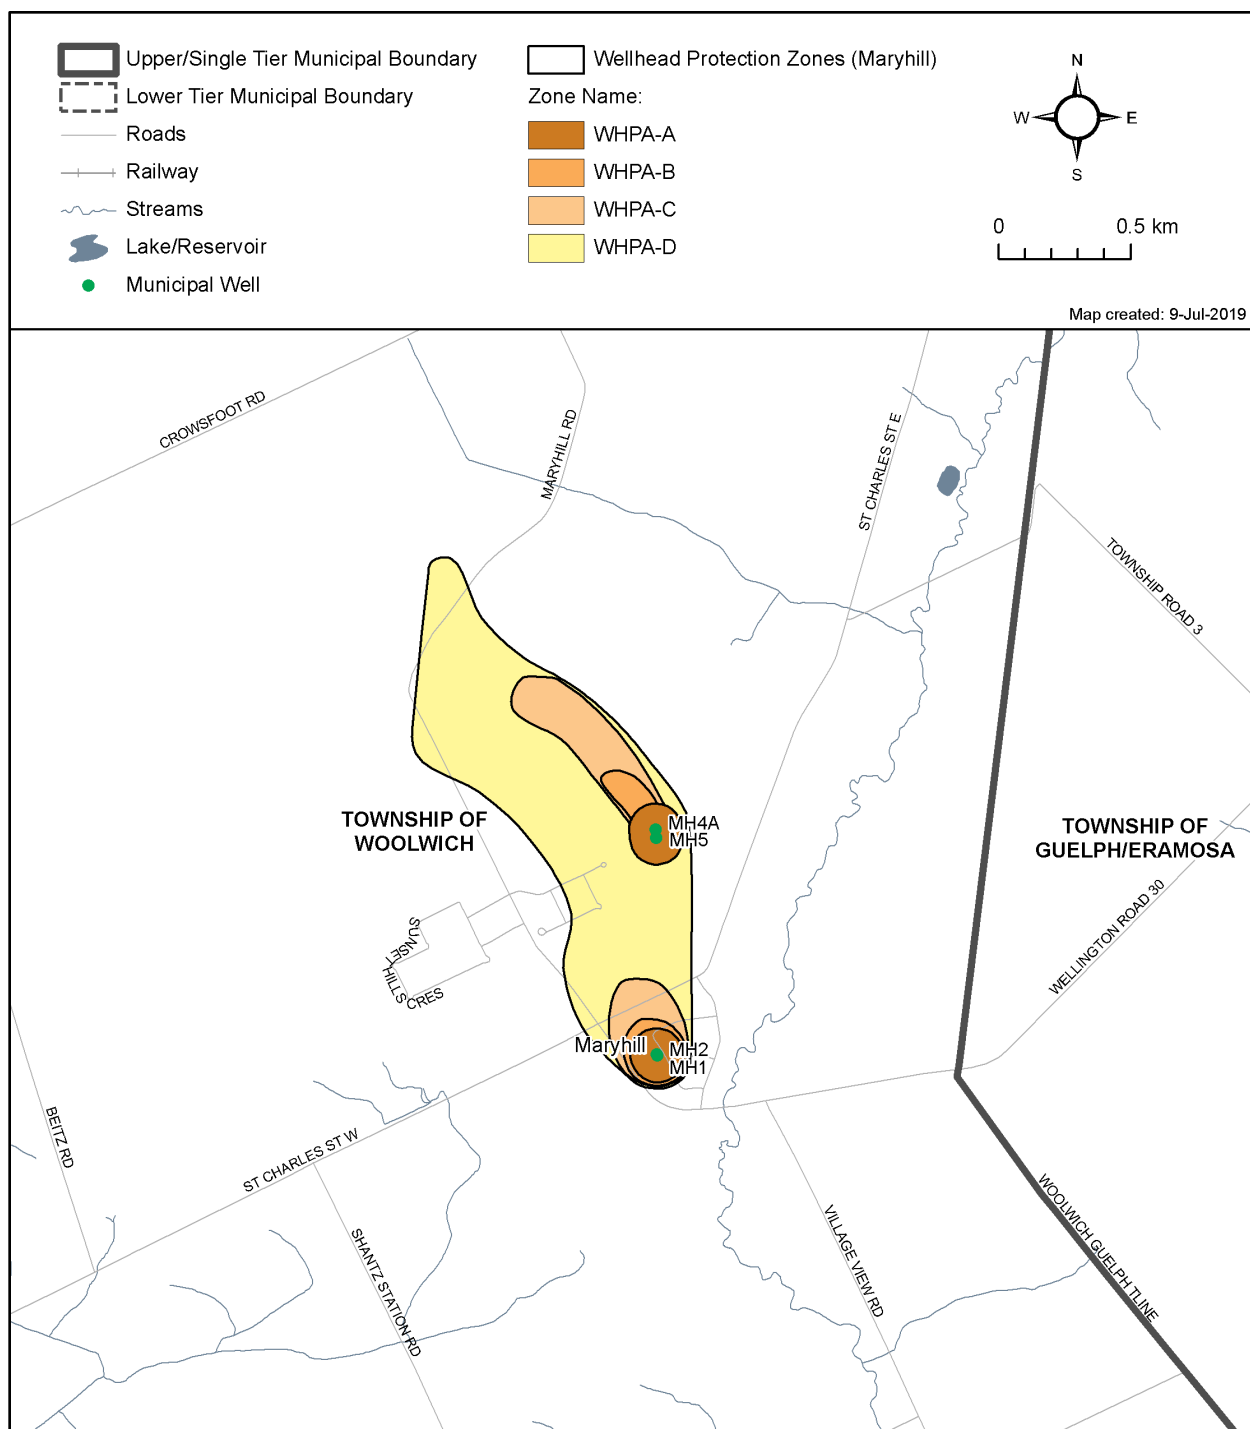 Upper/Single Tier Municipal Boundary
Lower Tier Municipal Boundary
Roads
Railway
Streams
Lake/Reservoir
Municipal Well
Wellhead Protection Zones (Maryhill)
Zone Name:
WHPA-A
WHPA-B
WHPA-C
WHPA-D
N
W
E
S
0
0.5 km
Map created: 9-Jul-2019
CROWSFOOT RD
MARYHILL RD
ST CHARLES ST E
TOWNSHIP ROAD 3
TOWNSHIP OF
WOOLWICH
MH4A
MH5
TOWNSHIP OF
GUELPH/ERAMOSA
WELLINGTON ROAD 30
SUNSET
HILLS
CRES
Maryhill
MH2
MH1
BEITZ RD
ST CHARLES ST W
SHANTZ STATION RD
VILLAGE VIEW RD
WOOLWICH GUELPH TLINE